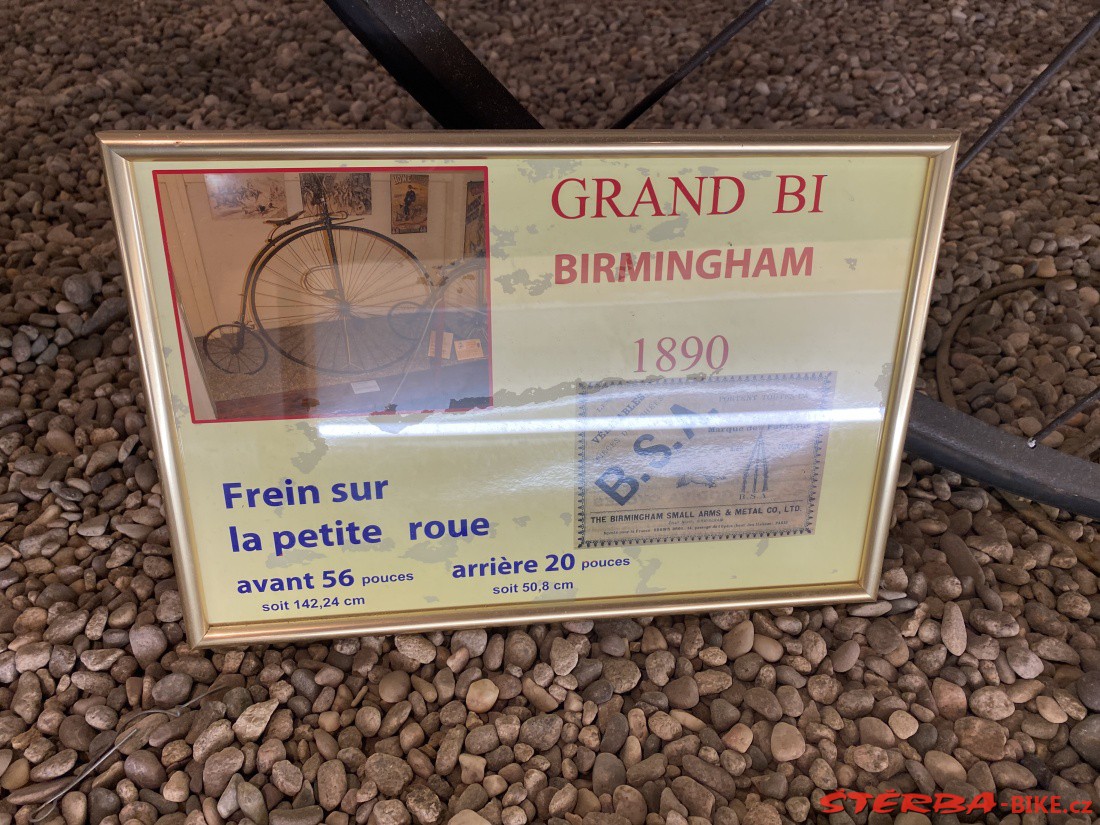 GRAND BI
BIRMINGHAM
1890
B.S.A.
B.S.A
THE BIRMINGHAM SMALL ARMS & METAL CO., LTD.
Frein sur
la petite roue
avant 56 pouces
soit 142,24 cm
arrière 20 pouces
soit 50,8 cm
ŠTĚRBA-BIKE.cz